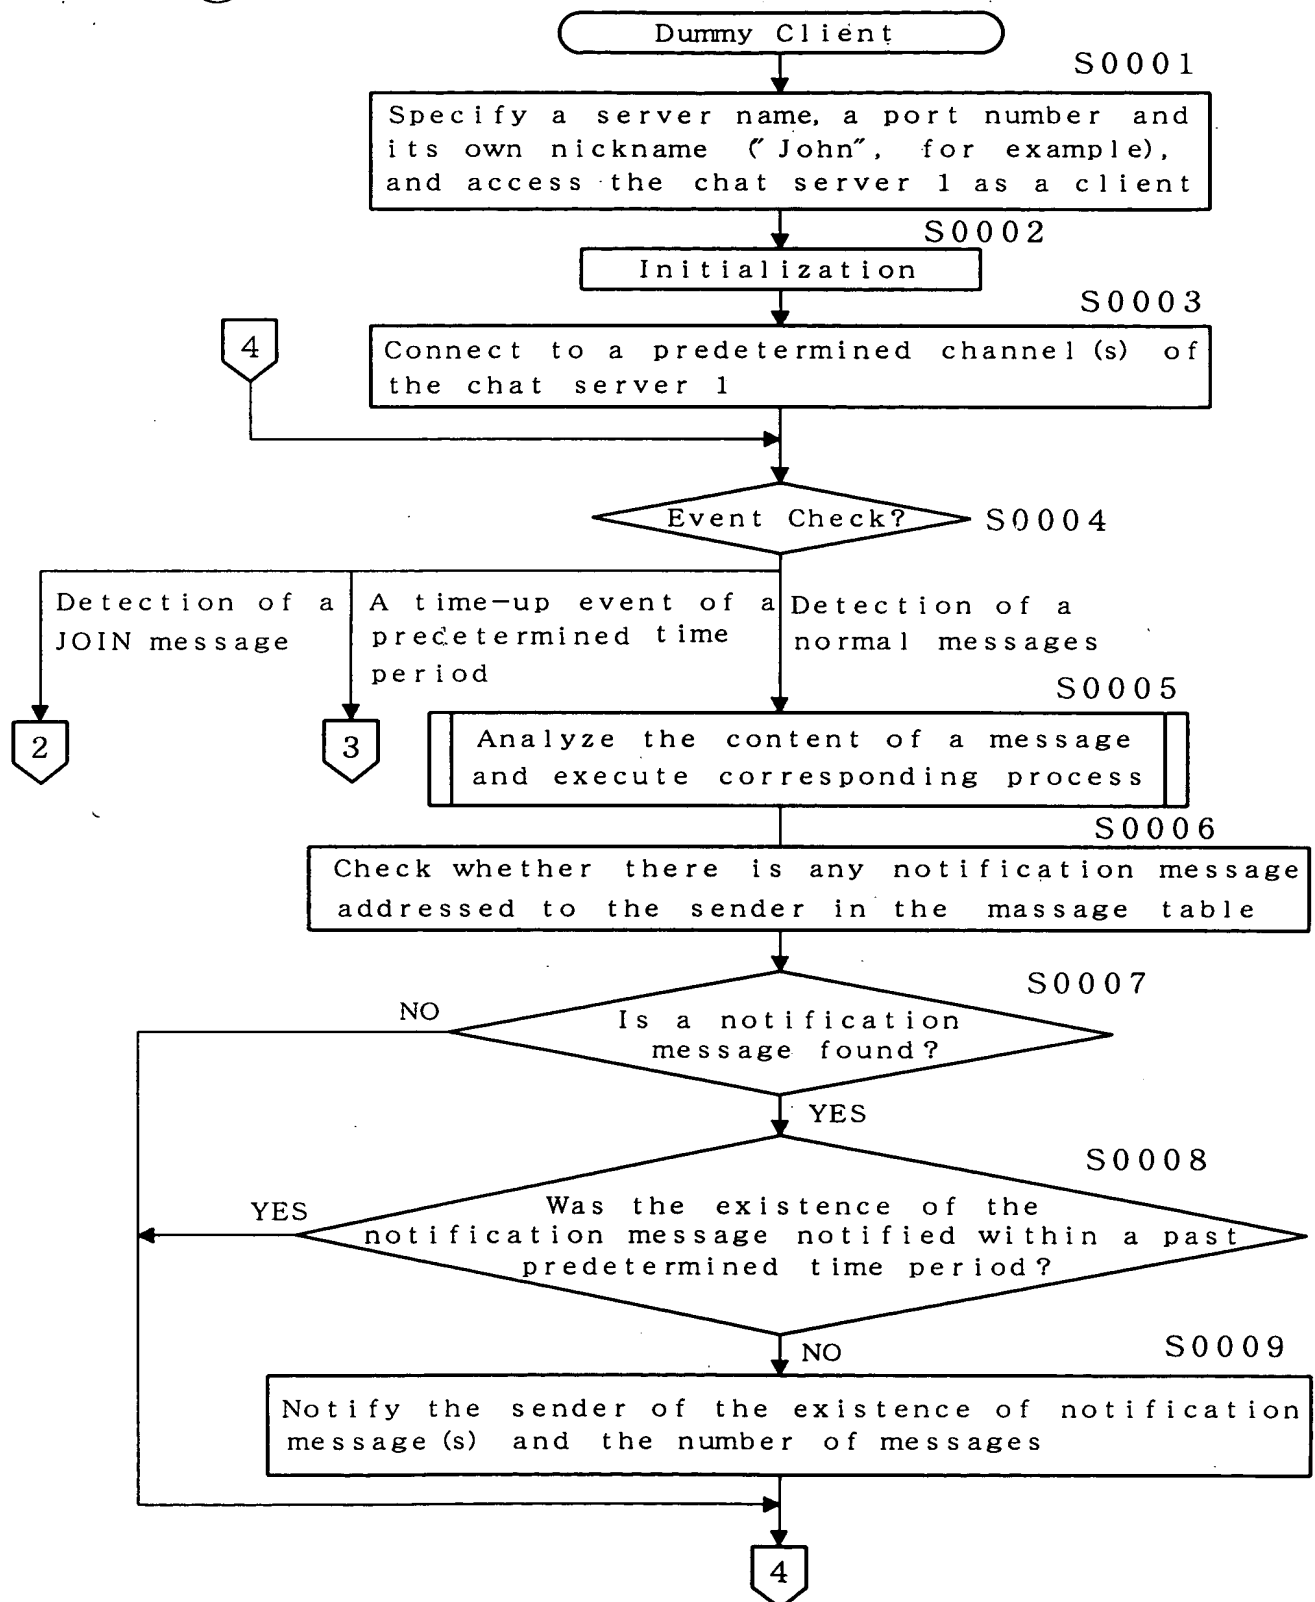 Dummy Client
S0001
Specify a server name, a port number and
its own nickname ("John", for example),
and access the chat server 1 as a client
S0002
Initialization
S0003
4
Connect to a predetermined channel(s) of
the chat server 1
Event Check?
S0004
Detection of a
JOIN message
A time-up event of a
predetermined time
period
Detection of a
normal messages
S0005
2
3
Analyze the content of a message
and execute corresponding process
S0006
Check whether there is any notification message
addressed to the sender in the massage table
S0007
NO
Is a notification
message found?
YES
S0008
YES
Was the existence of the
notification message notified within a past
predetermined time period?
NO
S0009
Notify the sender of the existence of notification
message(s) and the number of messages
4